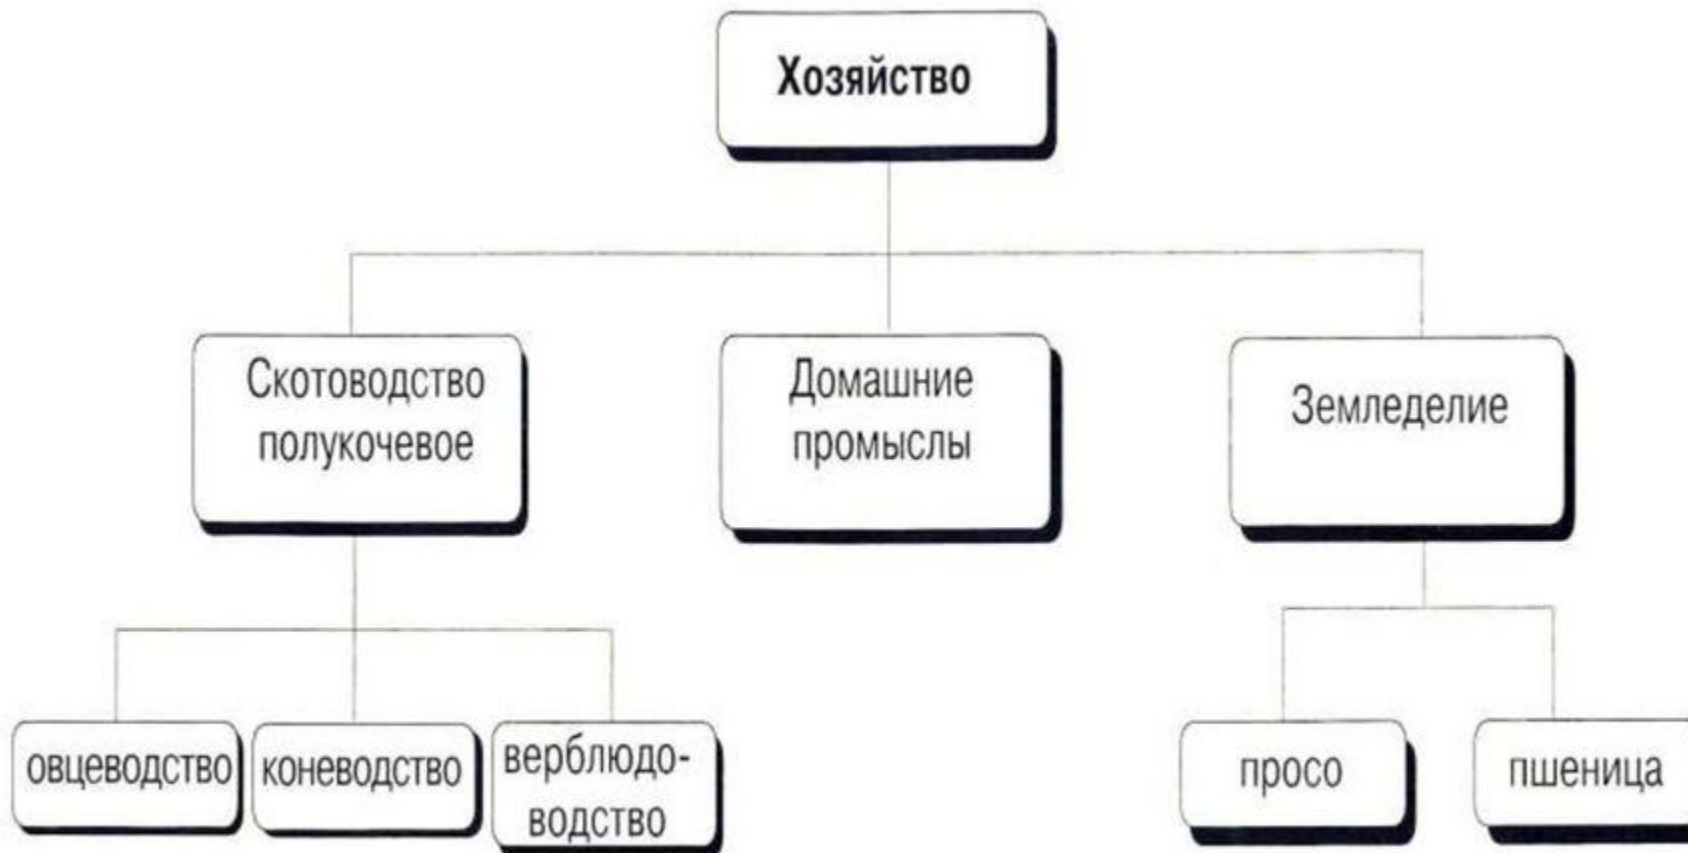 Хозяйство
Скотоводство
полукочевое
Домашние
промыслы
Земледелие
овцеводство
коневодство
верблюдо-
водство
просо
пшеница